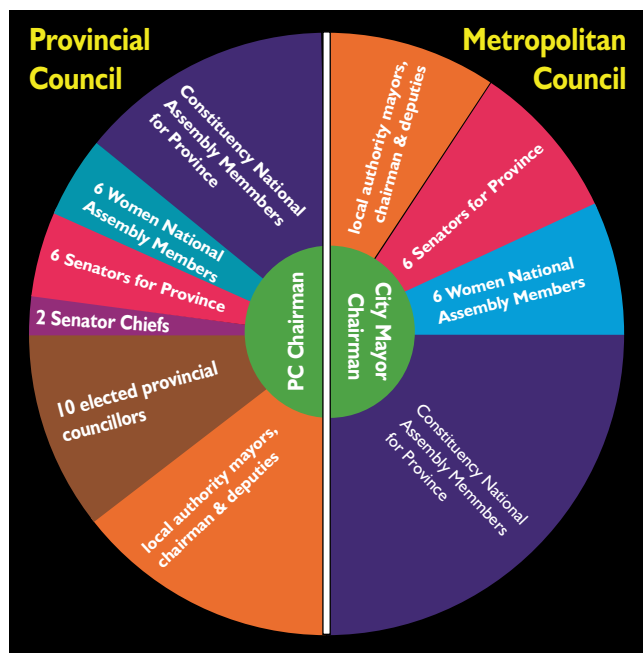 Provincial
Council
Constituency National
Assembly Memmbers
for Province
6 Women National
Assembly Members
6 Senators for Province
2 Senator Chiefs
10 elected provincial
councillors
local authority mayors,
chairman & deputies
PC Chairman
Metropolitan
Council
local authority mayors,
chairman & deputies
6 Senators for Province
6 Women National
Assembly Members
Constituency National
Assembly Memmbers
for Province
City Mayor
Chairman